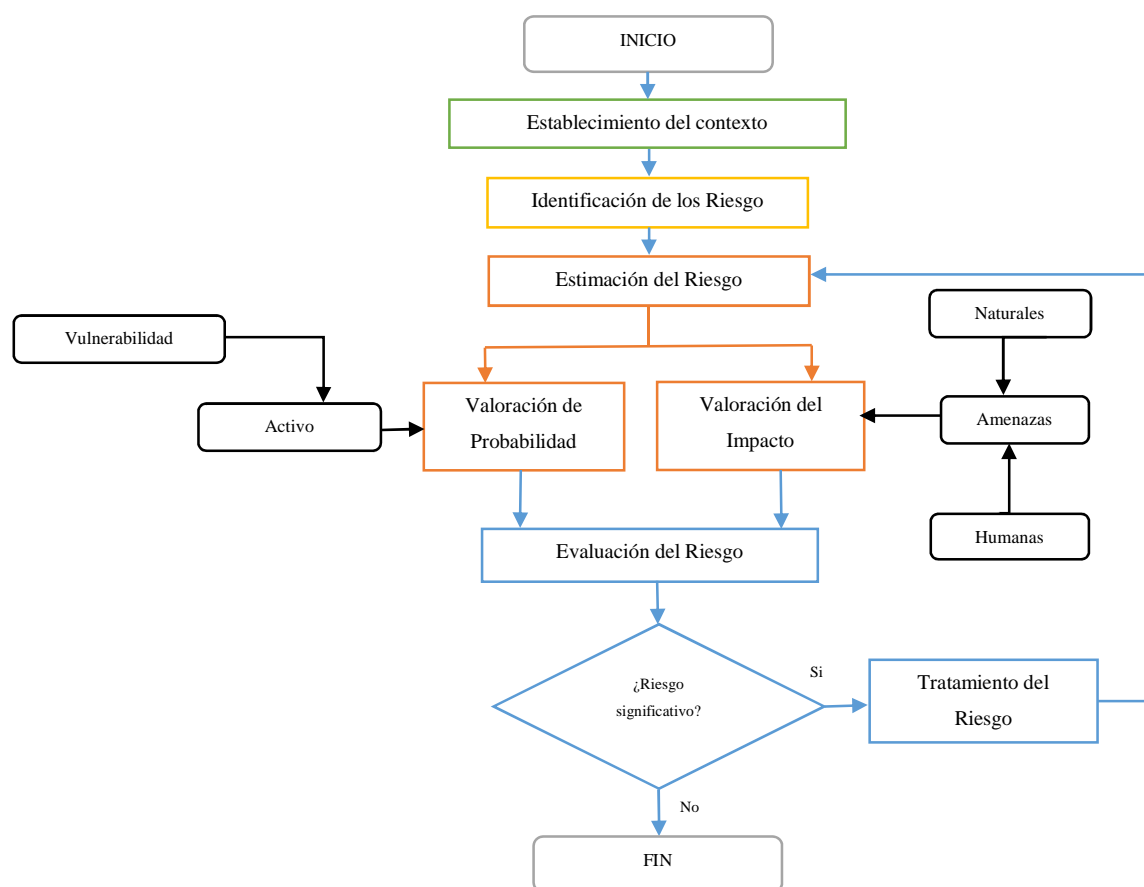 INICIO
Establecimiento del contexto
Identificación de los Riesgo
Estimación del Riesgo
Naturales
Vulnerabilidad
Valoración de
Probabilidad
Valoración del
Impacto
Activo
Amenazas
Evaluación del Riesgo
Humanas
¿Riesgo
significativo?
Si
Tratamiento del
Riesgo
No
FIN